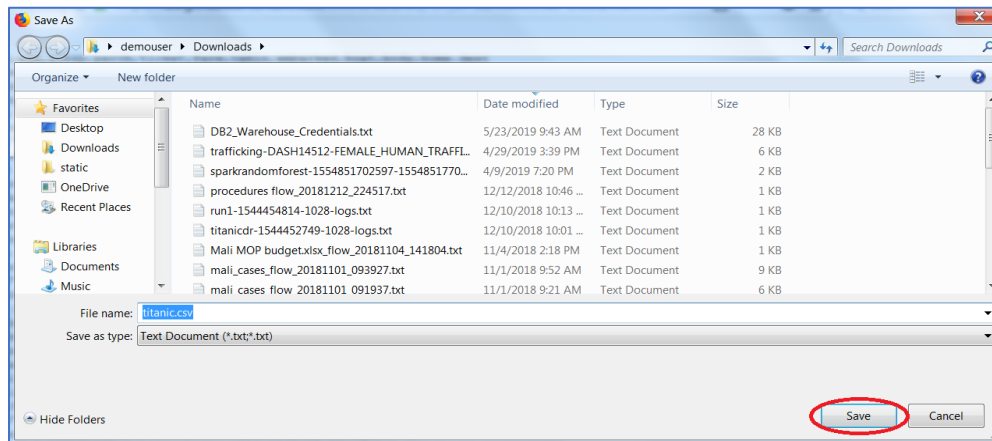 Save As
demouser Downloads Search Downloads
Organize New folder
Favorites
Desktop
Downloads
static
OneDrive
Recent Places
Libraries
Documents
Music
Name Date modified Type Size
DB2_Warehouse_Credentials.txt 5/23/2019 9:43 AM Text Document 28 KB
trafficking-DASH14512-FEMALE_HUMAN_TRAFFI... 4/29/2019 3:39 PM Text Document 6 KB
sparkrandomforest-1554851702597-1554851770... 4/9/2019 7:20 PM Text Document 2 KB
procedures flow_20181212_224517.txt 12/12/2018 10:46 ... Text Document 1 KB
run1-1544454814-1028-logs.txt 12/10/2018 10:13 ... Text Document 1 KB
titanicdr-1544452749-1028-logs.txt 12/10/2018 10:01 ... Text Document 1 KB
Mali MOP budget.xlsx_flow_20181104_141804.txt 11/4/2018 2:18 PM Text Document 1 KB
mali_cases_flow_20181101_093927.txt 11/1/2018 9:52 AM Text Document 9 KB
mali_cases_flow_20181101_091937.txt 11/1/2018 9:21 AM Text Document 6 KB
File name: titanic.csv
Save as type: Text Document (*.txt;*.txt)
Hide Folders Save Cancel